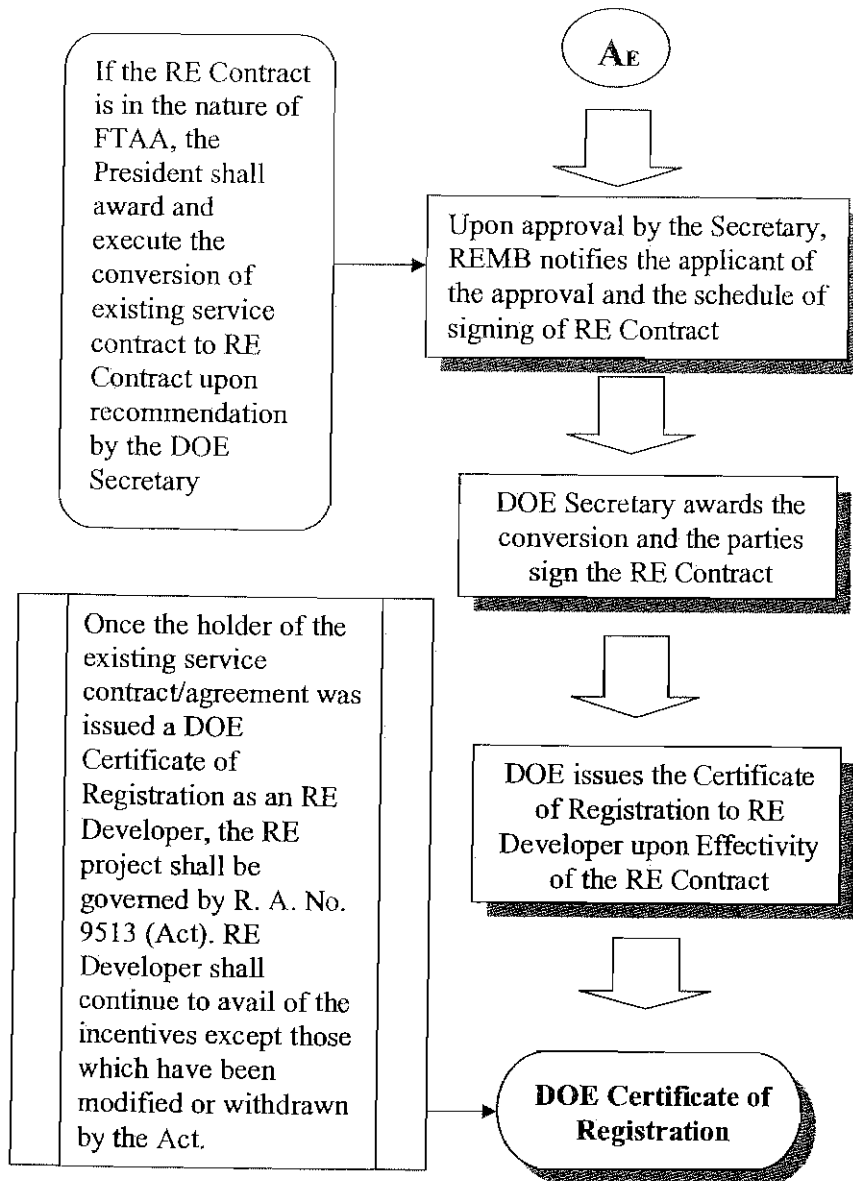 AE
If the RE Contract
is in the nature of
FTAA, the
President shall
award and
execute the
conversion of
existing service
contract to RE
Contract upon
recommendation
by the DOE
Secretary
Upon approval by the Secretary,
REMB notifies the applicant of
the approval and the schedule of
signing of RE Contract
DOE Secretary awards the
conversion and the parties
sign the RE Contract
Once the holder of the
existing service
contract/agreement was
issued a DOE
Certificate of
Registration as an RE
Developer, the RE
project shall be
governed by R. A. No.
9513 (Act). RE
Developer shall
continue to avail of the
incentives except those
which have been
modified or withdrawn
by the Act.
DOE issues the Certificate
of Registration to RE
Developer upon Effectivity
of the RE Contract
DOE Certificate of
Registration